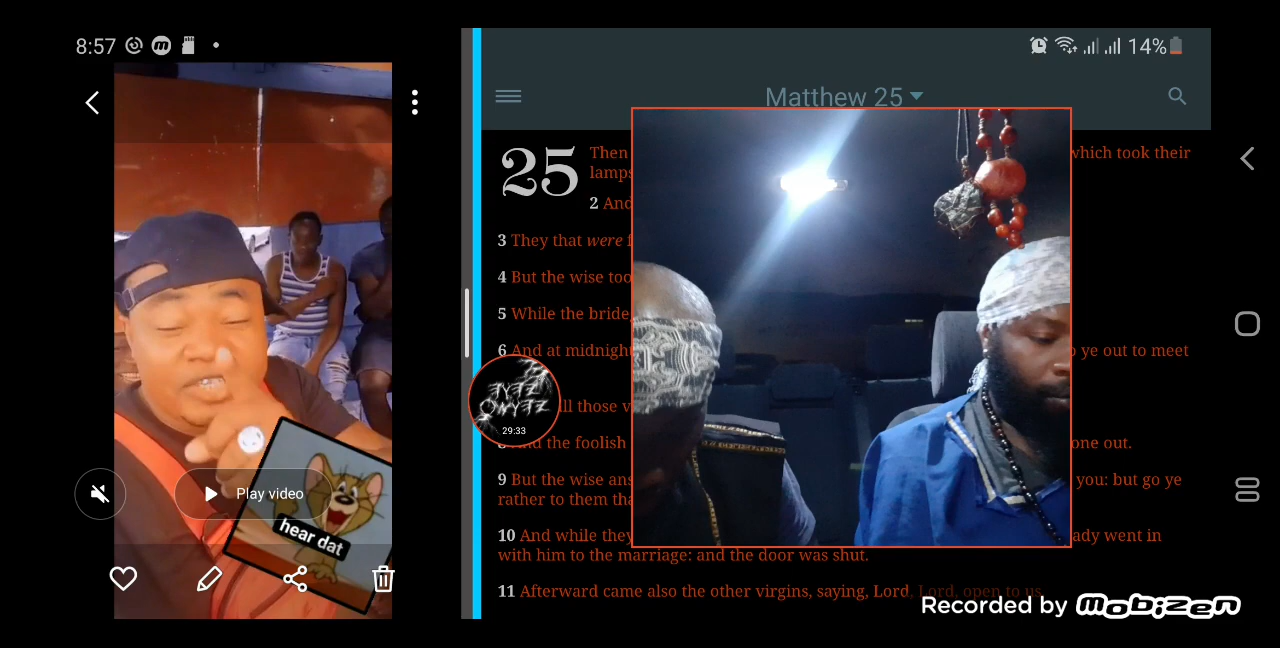 8:57
14%
Matthew 25
25 Then
which took their
lamps
2 And
3 They that were f
4 But the wise too
5 While the bride
6 And at midnight
o ye out to meet
ll those v
nd the foolish
one out.
9 But the wise ans
you: but go ye
rather to them tha
10 And while they
ady went in
with him to the marriage: and the door was shut.
11 Afterward came also the other virgins, saying, Lord, Lord, open to us.
29:33
Play video
hear dat
Recorded by mobizen